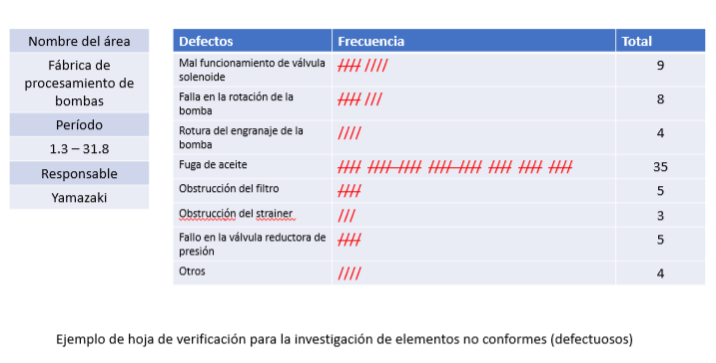 Nombre del área
Fábrica de
procesamiento de
bombas
Período
1.3 – 31.8
Responsable
Yamazaki
Defectos Frecuencia Total
Mal funcionamiento de válvula
solenoide 9
Falla en la rotación de la
bomba 8
Rotura del engranaje de la
bomba 4
Fuga de aceite 35
Obstrucción del filtro 5
Obstrucción del strainer 3
Fallo en la válvula reductora de
presión 5
Otros 4
Ejemplo de hoja de verificación para la investigación de elementos no conformes (defectuosos)